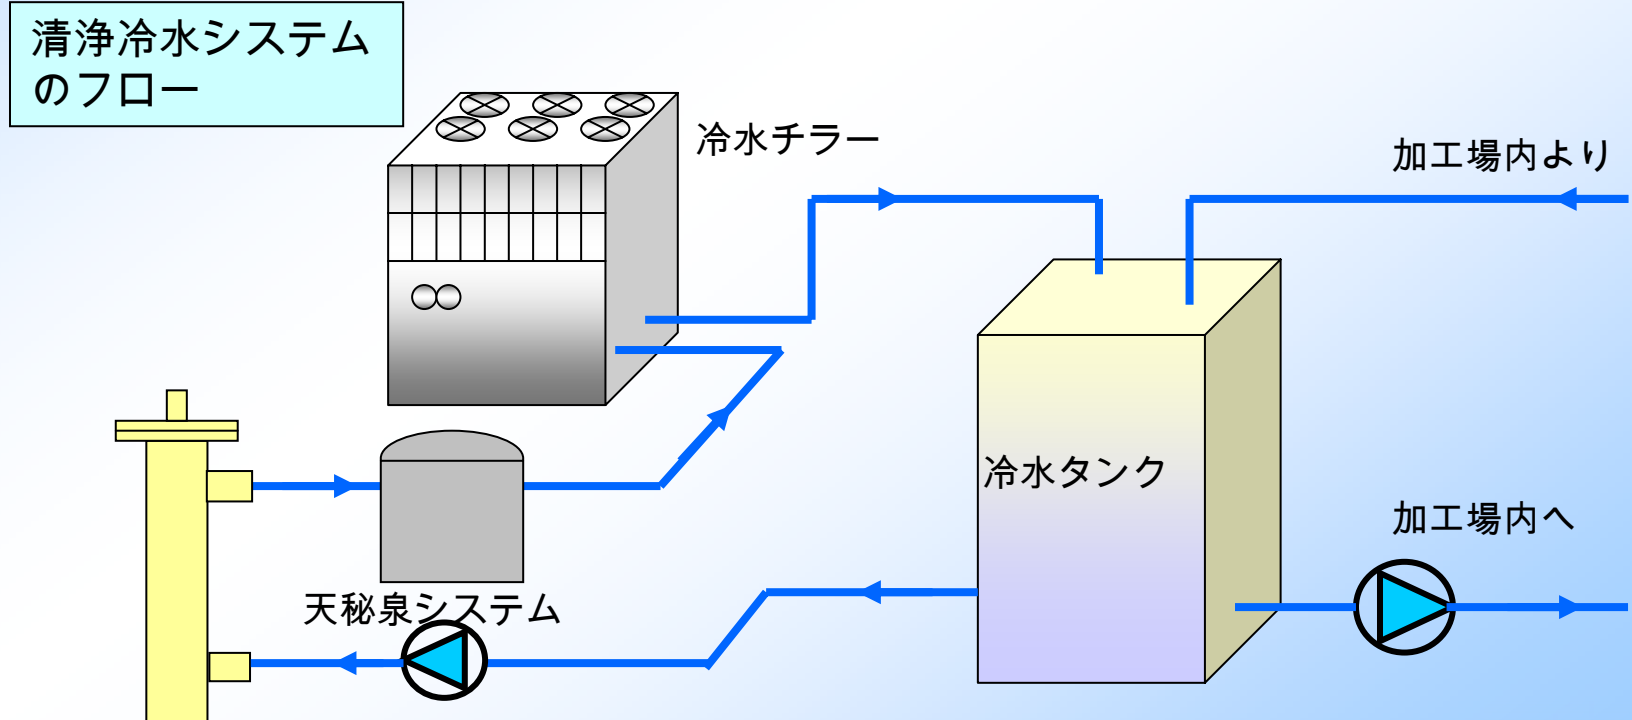 清浄冷水システム
のフロー
冷水チラー
加工場内より
冷水タンク
加工場内へ
天秘泉システム